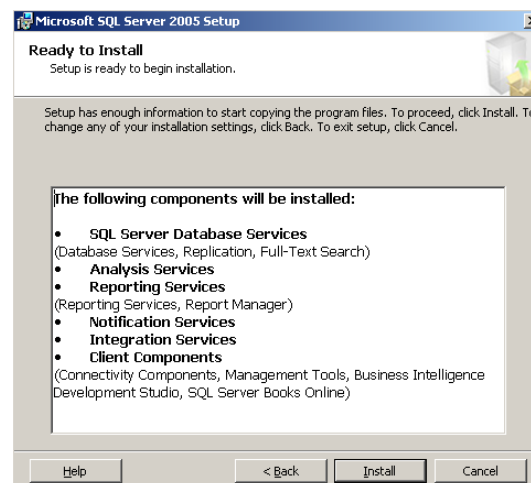 Microsoft SQL Server 2005 Setup
Ready to Install
Setup is ready to begin installation.
Setup has enough information to start copying the program files. To proceed, click Install. To
change any of your installation settings, click Back. To exit setup, click Cancel.
The following components will be installed:
• SQL Server Database Services
(Database Services, Replication, Full-Text Search)
• Analysis Services
• Reporting Services
(Reporting Services, Report Manager)
• Notification Services
• Integration Services
• Client Components
(Connectivity Components, Management Tools, Business Intelligence
Development Studio, SQL Server Books Online)
Help
< Back
Install
Cancel